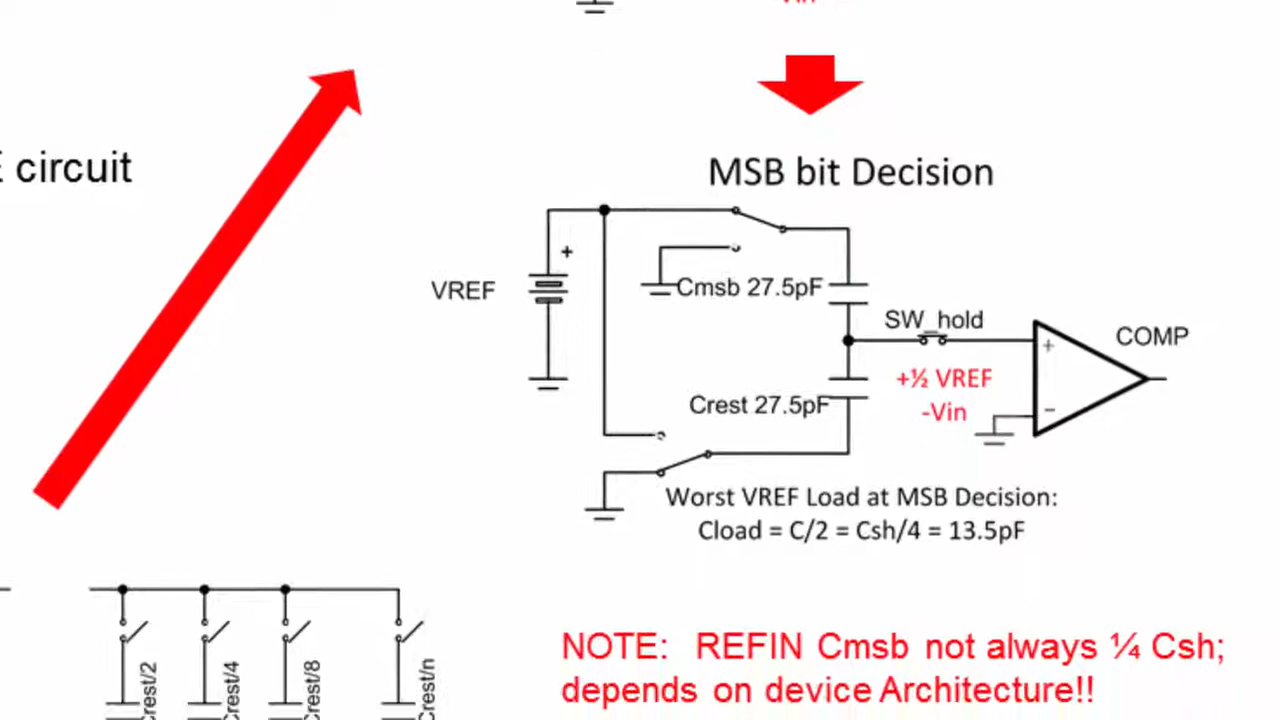 E circuit
MSB bit Decision
+
VREF
Cmsb 27.5pF
SW_hold
COMP
+
+½ VREF
-Vin
Crest 27.5pF
−
Worst VREF Load at MSB Decision:
Cload = C/2 = Csh/4 = 13.5pF
Crest/2
Crest/4
Crest/8
Crest/n
NOTE: REFIN Cmsb not always ¼ Csh;
depends on device Architecture!!